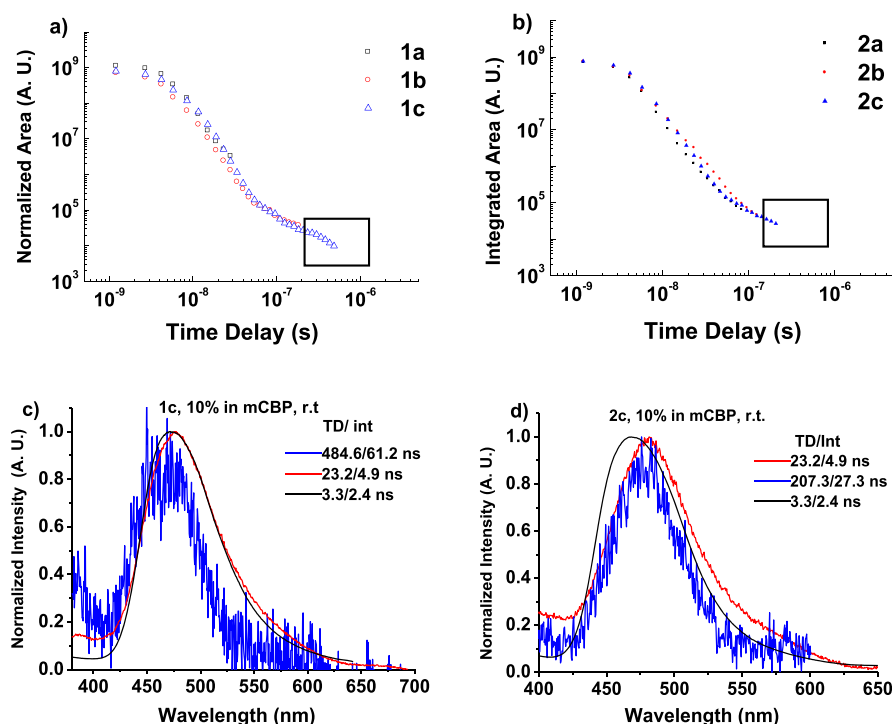 a)
1a
1b
1c
10^9
10^7
10^5
10^3
10^-9
10^-8
10^-7
10^-6
Normalized Area (A. U.)
Time Delay (s)
b)
2a
2b
2c
10^11
10^9
10^7
10^5
10^3
10^-9
10^-8
10^-7
10^-6
Integrated Area (A. U.)
Time Delay (s)
c)
1c, 10% in mCBP, r.t
TD/ int
484.6/61.2 ns
23.2/4.9 ns
3.3/2.4 ns
1.0
0.8
0.6
0.4
0.2
0.0
400 450 500 550 600 650 700
Normalized Intensity (A. U.)
Wavelength (nm)
d)
2c, 10% in mCBP, r.t.
TD/Int
23.2/4.9 ns
207.3/27.3 ns
3.3/2.4 ns
1.0
0.8
0.6
0.4
0.2
0.0
400 450 500 550 600 650
Normalized Intensity (A. U.)
Wavelength (nm)